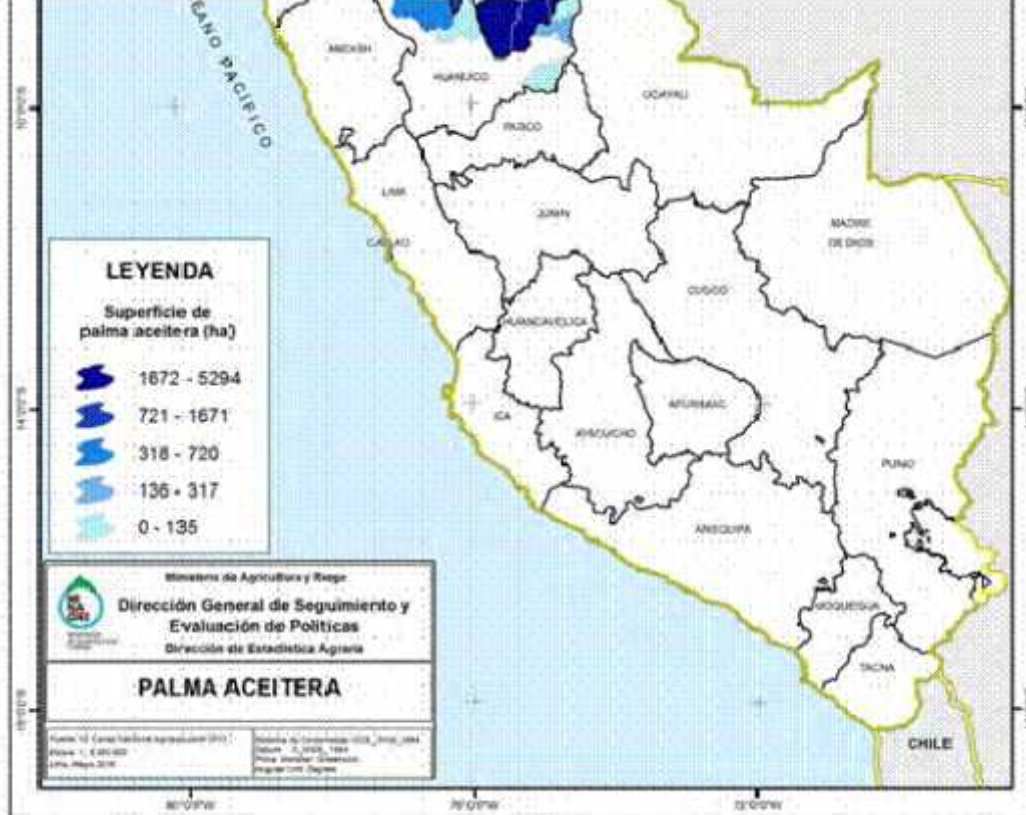 PACÍFICO
ANCASH
HUANUCO
UCAYALI
PASCO
LIMA
JUNIN
MADRE
DE DIOS
CALLAO
CUSCO
HUANCAVELICA
ICA
AYACUCHO
APURIMAC
PUNO
AREQUIPA
MOQUEGUA
TACNA
CHILE
LEYENDA
Superficie de
palma aceitera (ha)
1672 - 5294
721 - 1671
318 - 720
136 - 317
0 - 135
Ministerio de Agricultura y Riego
Dirección General de Seguimiento y
Evaluación de Políticas
Dirección de Estadística Agraria
PALMA ACEITERA